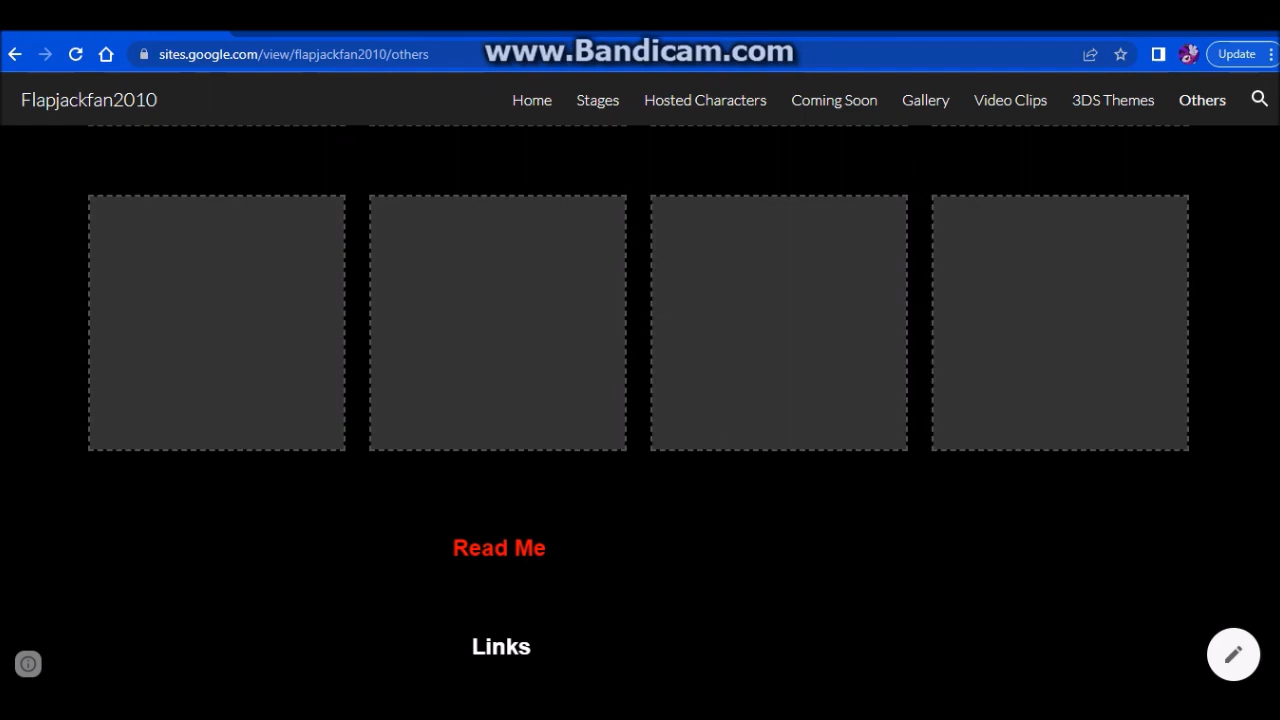 www.Bandicam.com
sites.google.com/view/flapjackfan2010/others
Update
Flapjackfan2010
Home Stages Hosted Characters Coming Soon Gallery Video Clips 3DS Themes Others
Read Me
Links